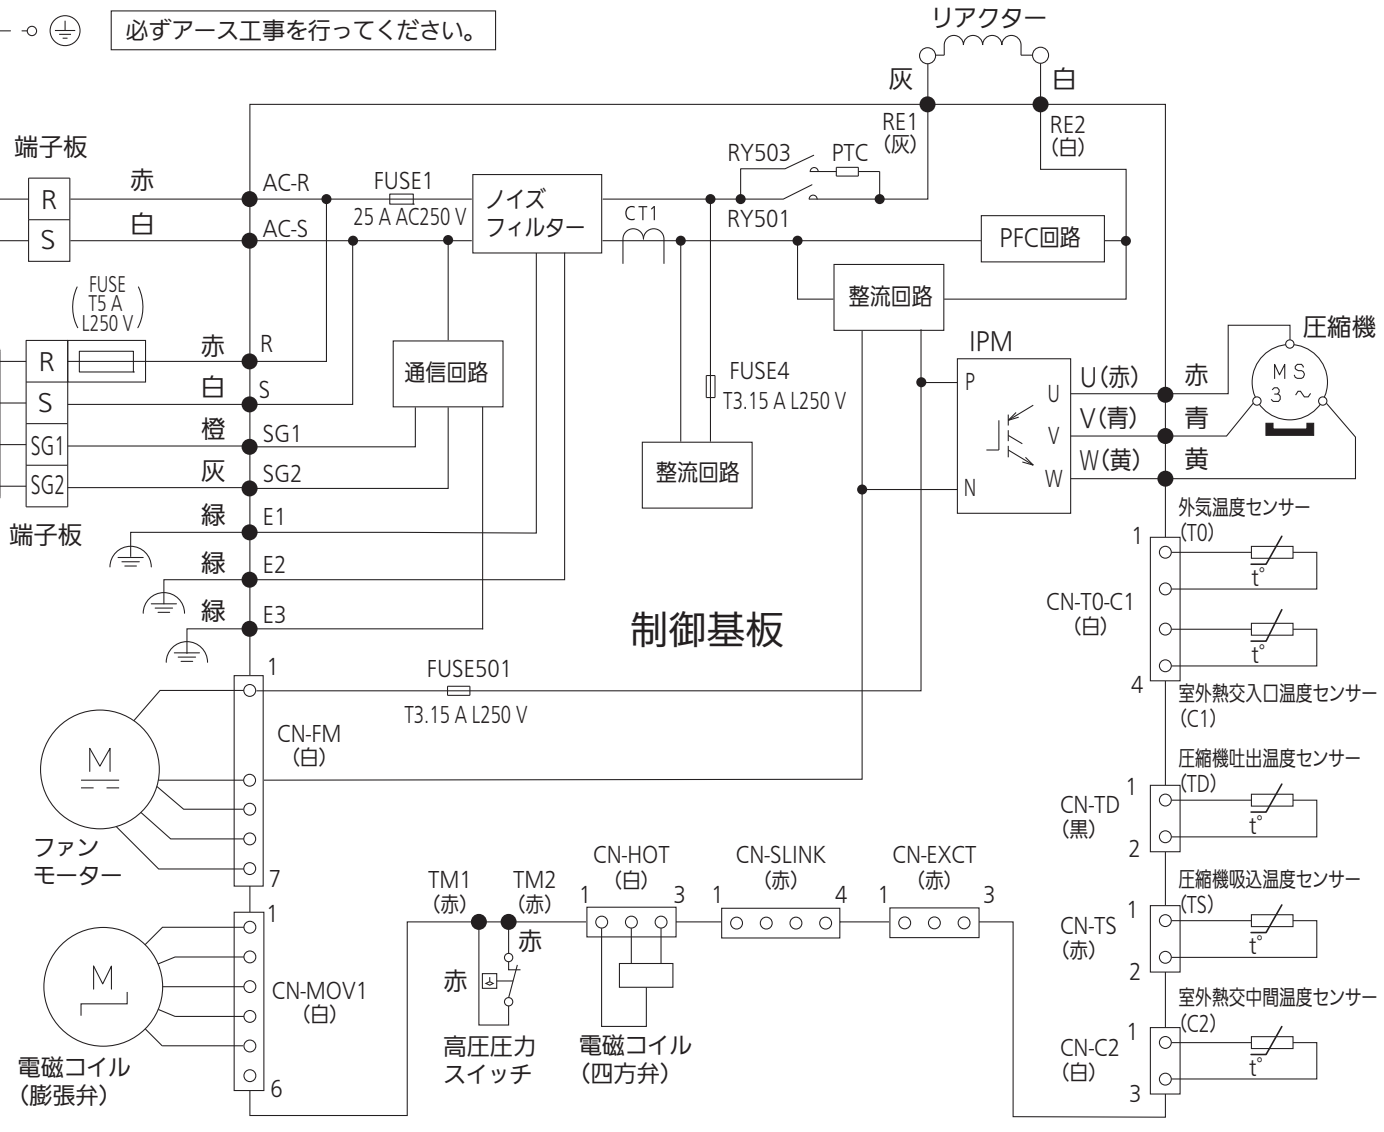 必ずアース工事を行ってください。
リアクター
灰
白
RE1
(灰)
RE2
(白)
端子板
R
赤
AC-R
S
白
AC-S
FUSE1
25 A AC250 V
ノイズ
フィルター
CT1
RY503
PTC
RY501
PFC回路
整流回路
FUSE
T5 A
L250 V
R
赤
R
S
白
S
SG1
橙
SG1
SG2
灰
SG2
端子板
緑
E1
緑
E2
緑
E3
通信回路
FUSE4
T3.15 A L250 V
整流回路
IPM
P
N
U
V
W
U(赤)
V(青)
W(黄)
赤
青
黄
圧縮機
M S
3 ~
制御基板
外気温度センサー
(T0)
1
CN-T0-C1
(白)
4
t°
t°
室外熱交入口温度センサー
(C1)
圧縮機吐出温度センサー
(TD)
1
CN-TD
(黒)
2
t°
圧縮機吸込温度センサー
(TS)
1
CN-TS
(赤)
2
t°
室外熱交中間温度センサー
(C2)
1
CN-C2
(白)
3
t°
FUSE501
T3.15 A L250 V
1
CN-FM
(白)
7
M
ファン
モーター
1
CN-MOV1
(白)
6
M
電磁コイル
(膨張弁)
TM1
(赤)
TM2
(赤)
赤
赤
高圧圧力
スイッチ
CN-HOT
(白)
1
3
電磁コイル
(四方弁)
CN-SLINK
(赤)
1
4
CN-EXCT
(赤)
1
3